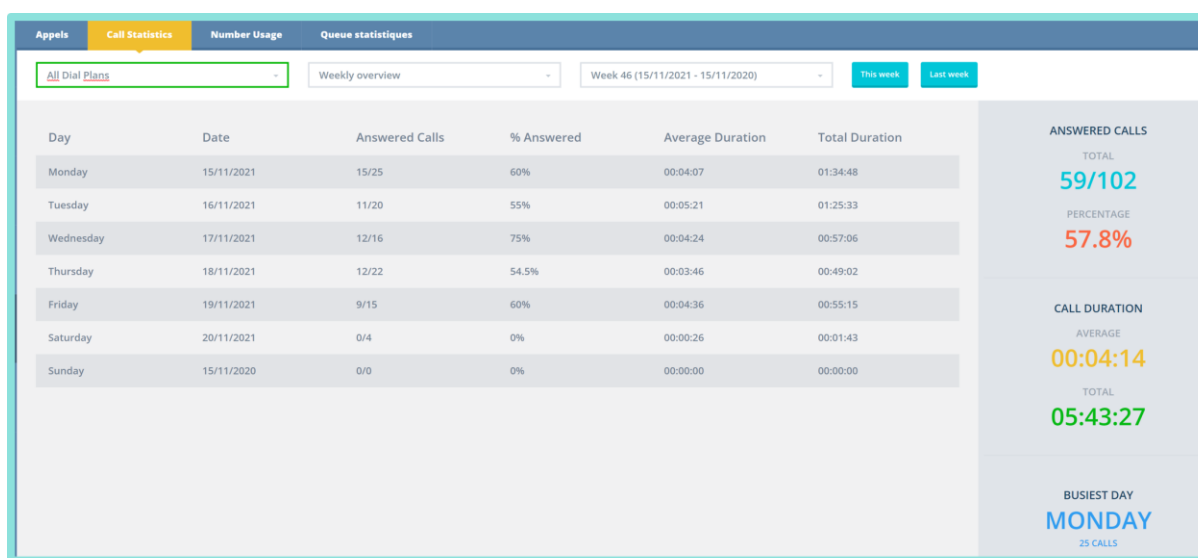 Appels Call Statistics Number Usage Queue statistiques
All Dial Plans Weekly overview Week 46 (15/11/2021 - 15/11/2020) This week Last week
Day Date Answered Calls % Answered Average Duration Total Duration
Monday 15/11/2021 15/25 60% 00:04:07 01:34:48
Tuesday 16/11/2021 11/20 55% 00:05:21 01:25:33
Wednesday 17/11/2021 12/16 75% 00:04:24 00:57:06
Thursday 18/11/2021 12/22 54.5% 00:03:46 00:49:02
Friday 19/11/2021 9/15 60% 00:04:36 00:55:15
Saturday 20/11/2021 0/4 0% 00:00:26 00:01:43
Sunday 15/11/2020 0/0 0% 00:00:00 00:00:00
ANSWERED CALLS
TOTAL
59/102
PERCENTAGE
57.8%
CALL DURATION
AVERAGE
00:04:14
TOTAL
05:43:27
BUSIEST DAY
MONDAY
25 CALLS